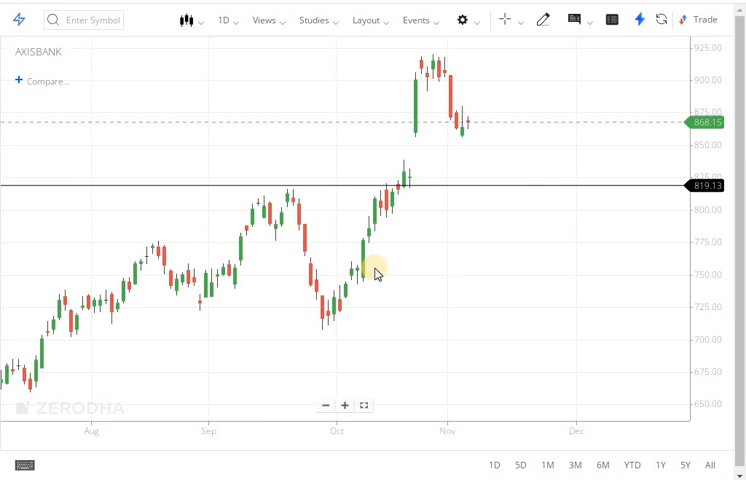 Enter Symbol 1D Views Studies Layout Events Trade
AXISBANK
+ Compare...
925.00
900.00
875.00
868.15
850.00
825.00
819.13
800.00
775.00
750.00
725.00
700.00
675.00
650.00
ZERODHA
Aug Sep Oct Nov Dec
1D 5D 1M 3M 6M YTD 1Y 5Y All